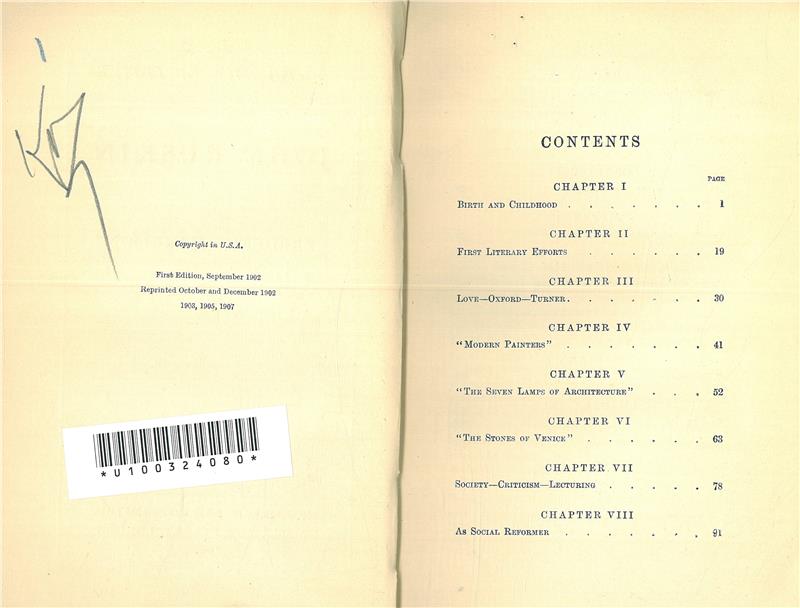 Copyright in U.S.A.
First Edition, September 1902
Reprinted October and December 1902
1903, 1905, 1907
*U100324080*
CONTENTS
PAGE
CHAPTER I
BIRTH AND CHILDHOOD . . . . . . . 1
CHAPTER II
FIRST LITERARY EFFORTS . . . . . . 19
CHAPTER III
LOVE—OXFORD—TURNER. . . . . . . 30
CHAPTER IV
"MODERN PAINTERS" . . . . . . . 41
CHAPTER V
"THE SEVEN LAMPS OF ARCHITECTURE" . . . 52
CHAPTER VI
"THE STONES OF VENICE" . . . . . . 63
CHAPTER VII
SOCIETY—CRITICISM—LECTURING . . . . . 78
CHAPTER VIII
AS SOCIAL REFORMER . . . . . . . 91